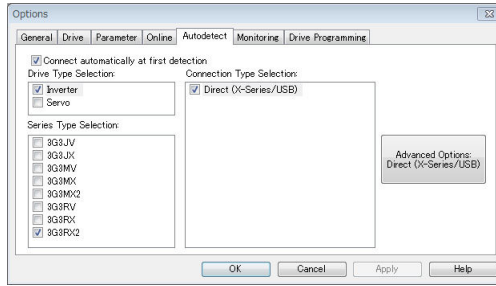 Options
General Drive Parameter Online Autodetect Monitoring Drive Programming
Connect automatically at first detection
Drive Type Selection:
Inverter
Servo
Series Type Selection:
3G3JV
3G3JX
3G3MV
3G3MX
3G3MX2
3G3RV
3G3RX
3G3RX2
Connection Type Selection:
Direct (X-Series/USB)
Advanced Options:
Direct (X-Series/USB)
OK Cancel Apply Help